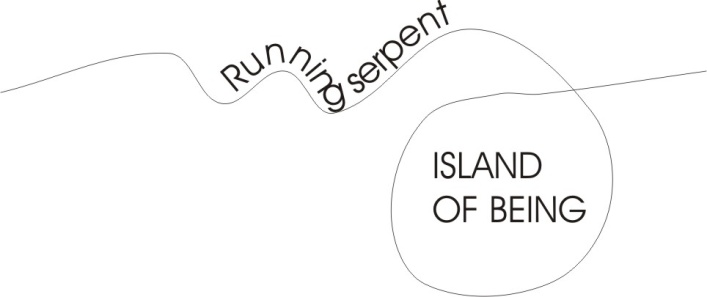 Running serpent
ISLAND
OF BEING